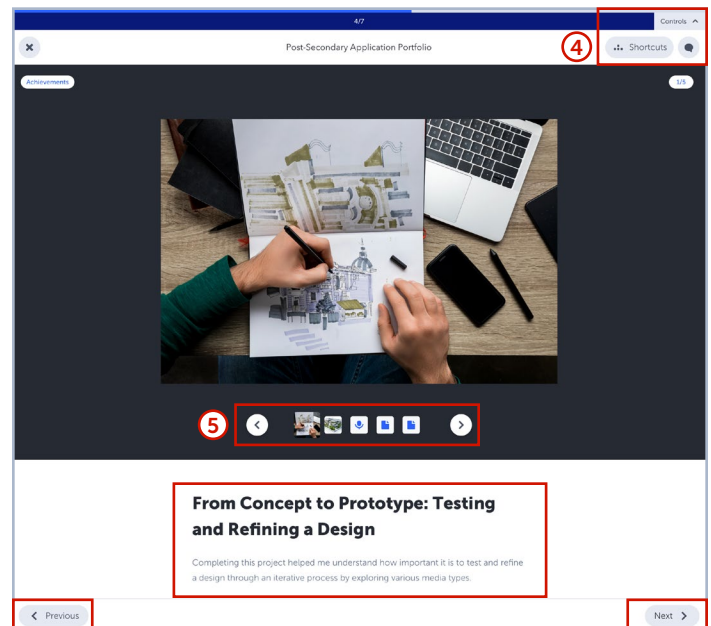 4/7
Controls
Post-Secondary Application Portfolio
4
Shortcuts
Achievements
1/5
5
From Concept to Prototype: Testing
and Refining a Design
Completing this project helped me understand how important it is to test and refine
a design through an iterative process by exploring various media types.
Previous
Next